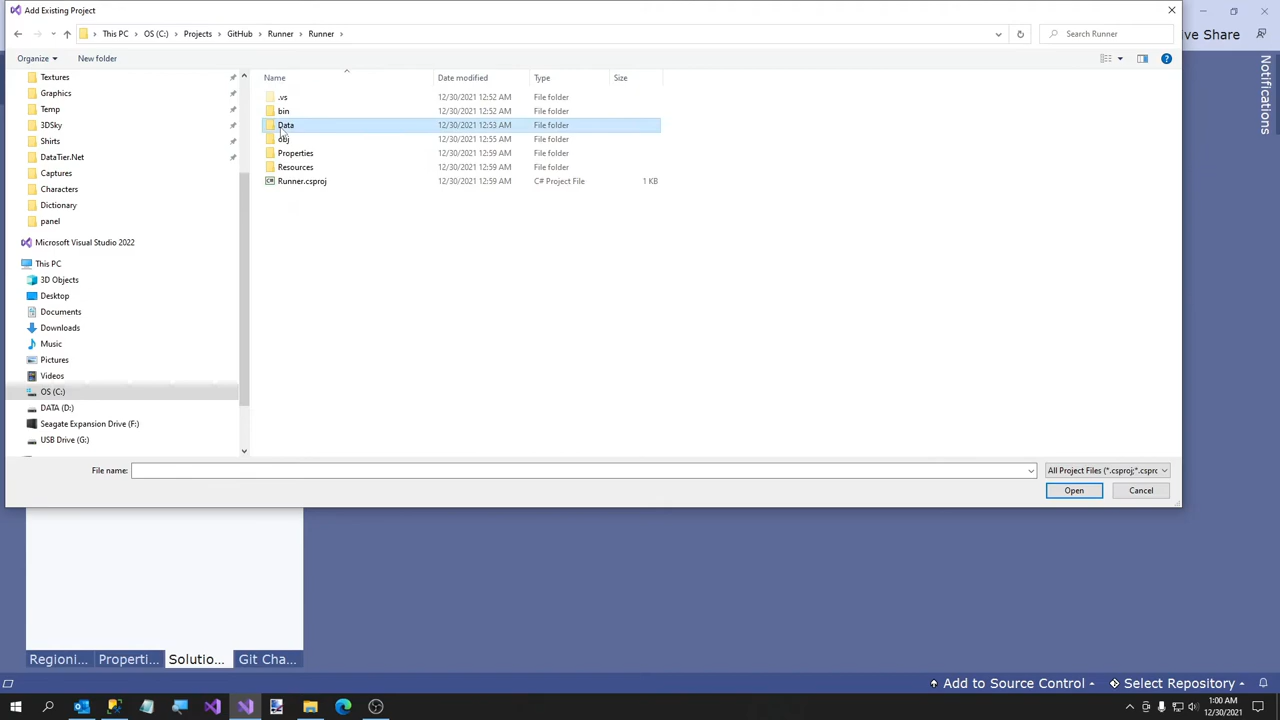 Add Existing Project
This PC > OS (C:) > Projects > GitHub > Runner > Runner >
Search Runner
ve Share
Organize
New folder
Name
Date modified
Type
Size
Textures
Graphics
Temp
3DSky
Shirts
DataTier.Net
Captures
Characters
Dictionary
panel
Microsoft Visual Studio 2022
This PC
3D Objects
Desktop
Documents
Downloads
Music
Pictures
Videos
OS (C:)
DATA (D:)
Seagate Expansion Drive (F:)
USB Drive (G:)
.vs 12/30/2021 12:52 AM File folder
bin 12/30/2021 12:52 AM File folder
Data 12/30/2021 12:53 AM File folder
obj 12/30/2021 12:55 AM File folder
Properties 12/30/2021 12:59 AM File folder
Resources 12/30/2021 12:59 AM File folder
Runner.csproj 12/30/2021 12:59 AM C# Project File 1 KB
Notifications
File name:
All Project Files (*.csproj;*.csprc
Open
Cancel
Regioni...
Properti...
Solutio...
Git Cha...
Add to Source Control
Select Repository
1:00 AM
12/30/2021